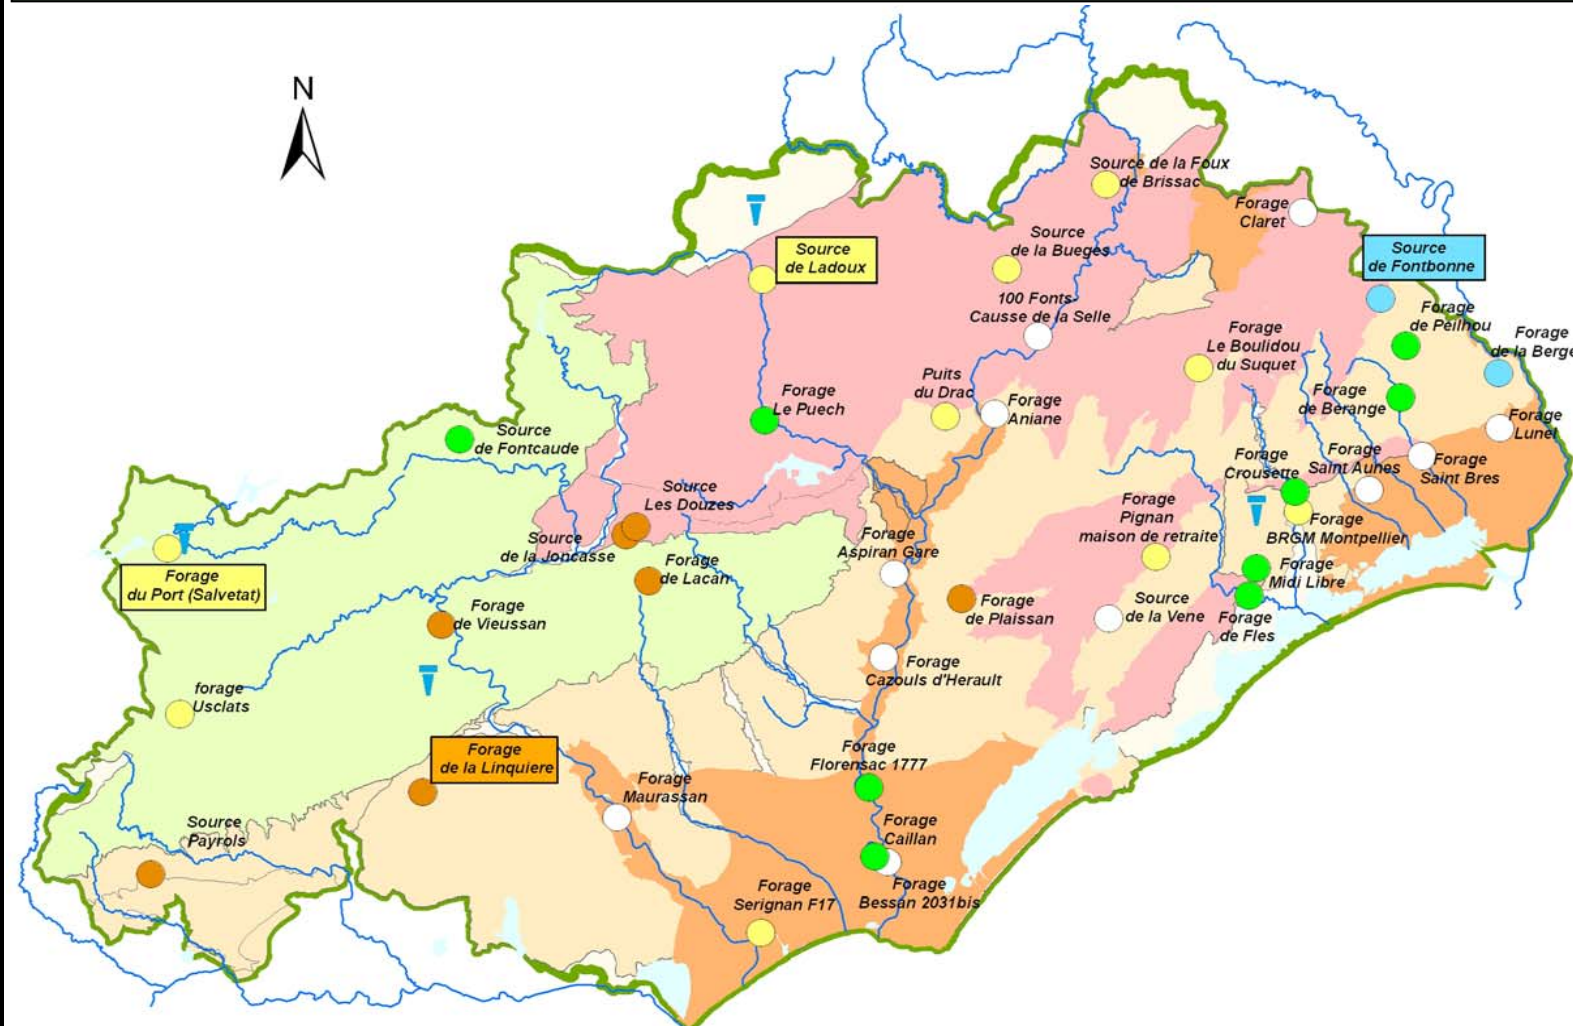 N
Source de la Foux
de Brissac
Forage
Claret
Source
de la Bueges
Source
de Ladoux
Source
de Fontbonne
100 Fonts-
Causse de la Selle
Forage
de Peilhou
Forage
Le Boulidou
du Suquet
Forage
de la Berge
Puits
du Drac
Forage
Le Puech
Forage
Aniane
Forage
de Berange
Forage
Lunel
Source
de Fontcaude
Forage
Crousette
Forage
Saint Aunes
Forage
Saint Bres
Source
Les Douzes
Forage
Pignan
maison de retraite
Source
de la Joncasse
Forage
Aspiran Gare
Forage
BRGM Montpellier
Forage
de Lacan
Forage
Midi Libre
Forage
du Port (Salvetat)
Forage
de Vieussan
Forage
de Plaissan
Source
de la Vene
Forage
de Fles
Forage
Cazouls d'Herault
forage
Usclats
Forage
de la Linquiere
Forage
Florensac 1777
Forage
Maurassan
Source
Payrols
Forage
Caillan
Forage
Serignan F17
Forage
Bessan 2031bis